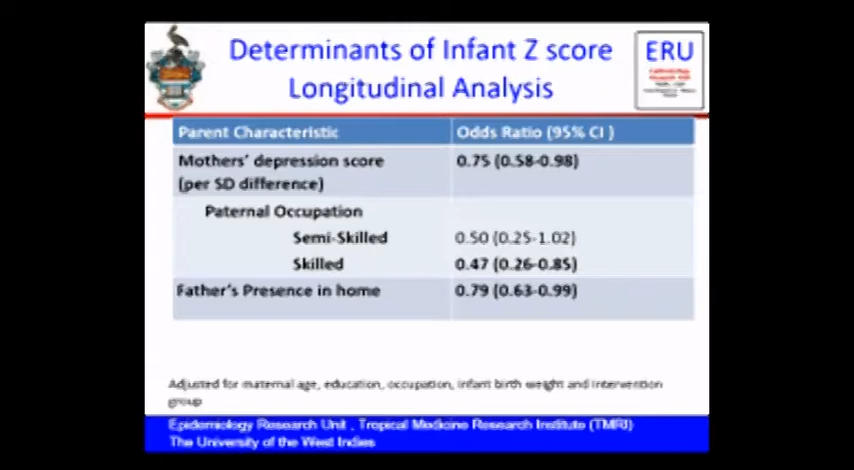 Determinants of Infant Z score
Longitudinal Analysis
ERU
Parent Characteristic Odds Ratio (95% CI )
Mothers' depression score 0.75 (0.58-0.98)
(per SD difference)
Paternal Occupation
Semi-Skilled 0.50 (0.25-1.02)
Skilled 0.47 (0.26-0.85)
Father's Presence in home 0.79 (0.63-0.99)
Adjusted for maternal age, education, occupation, infant birth weight and intervention
group
Epidemiology Research Unit , Tropical Medicine Research Institute (TMRI)
The University of the West Indies